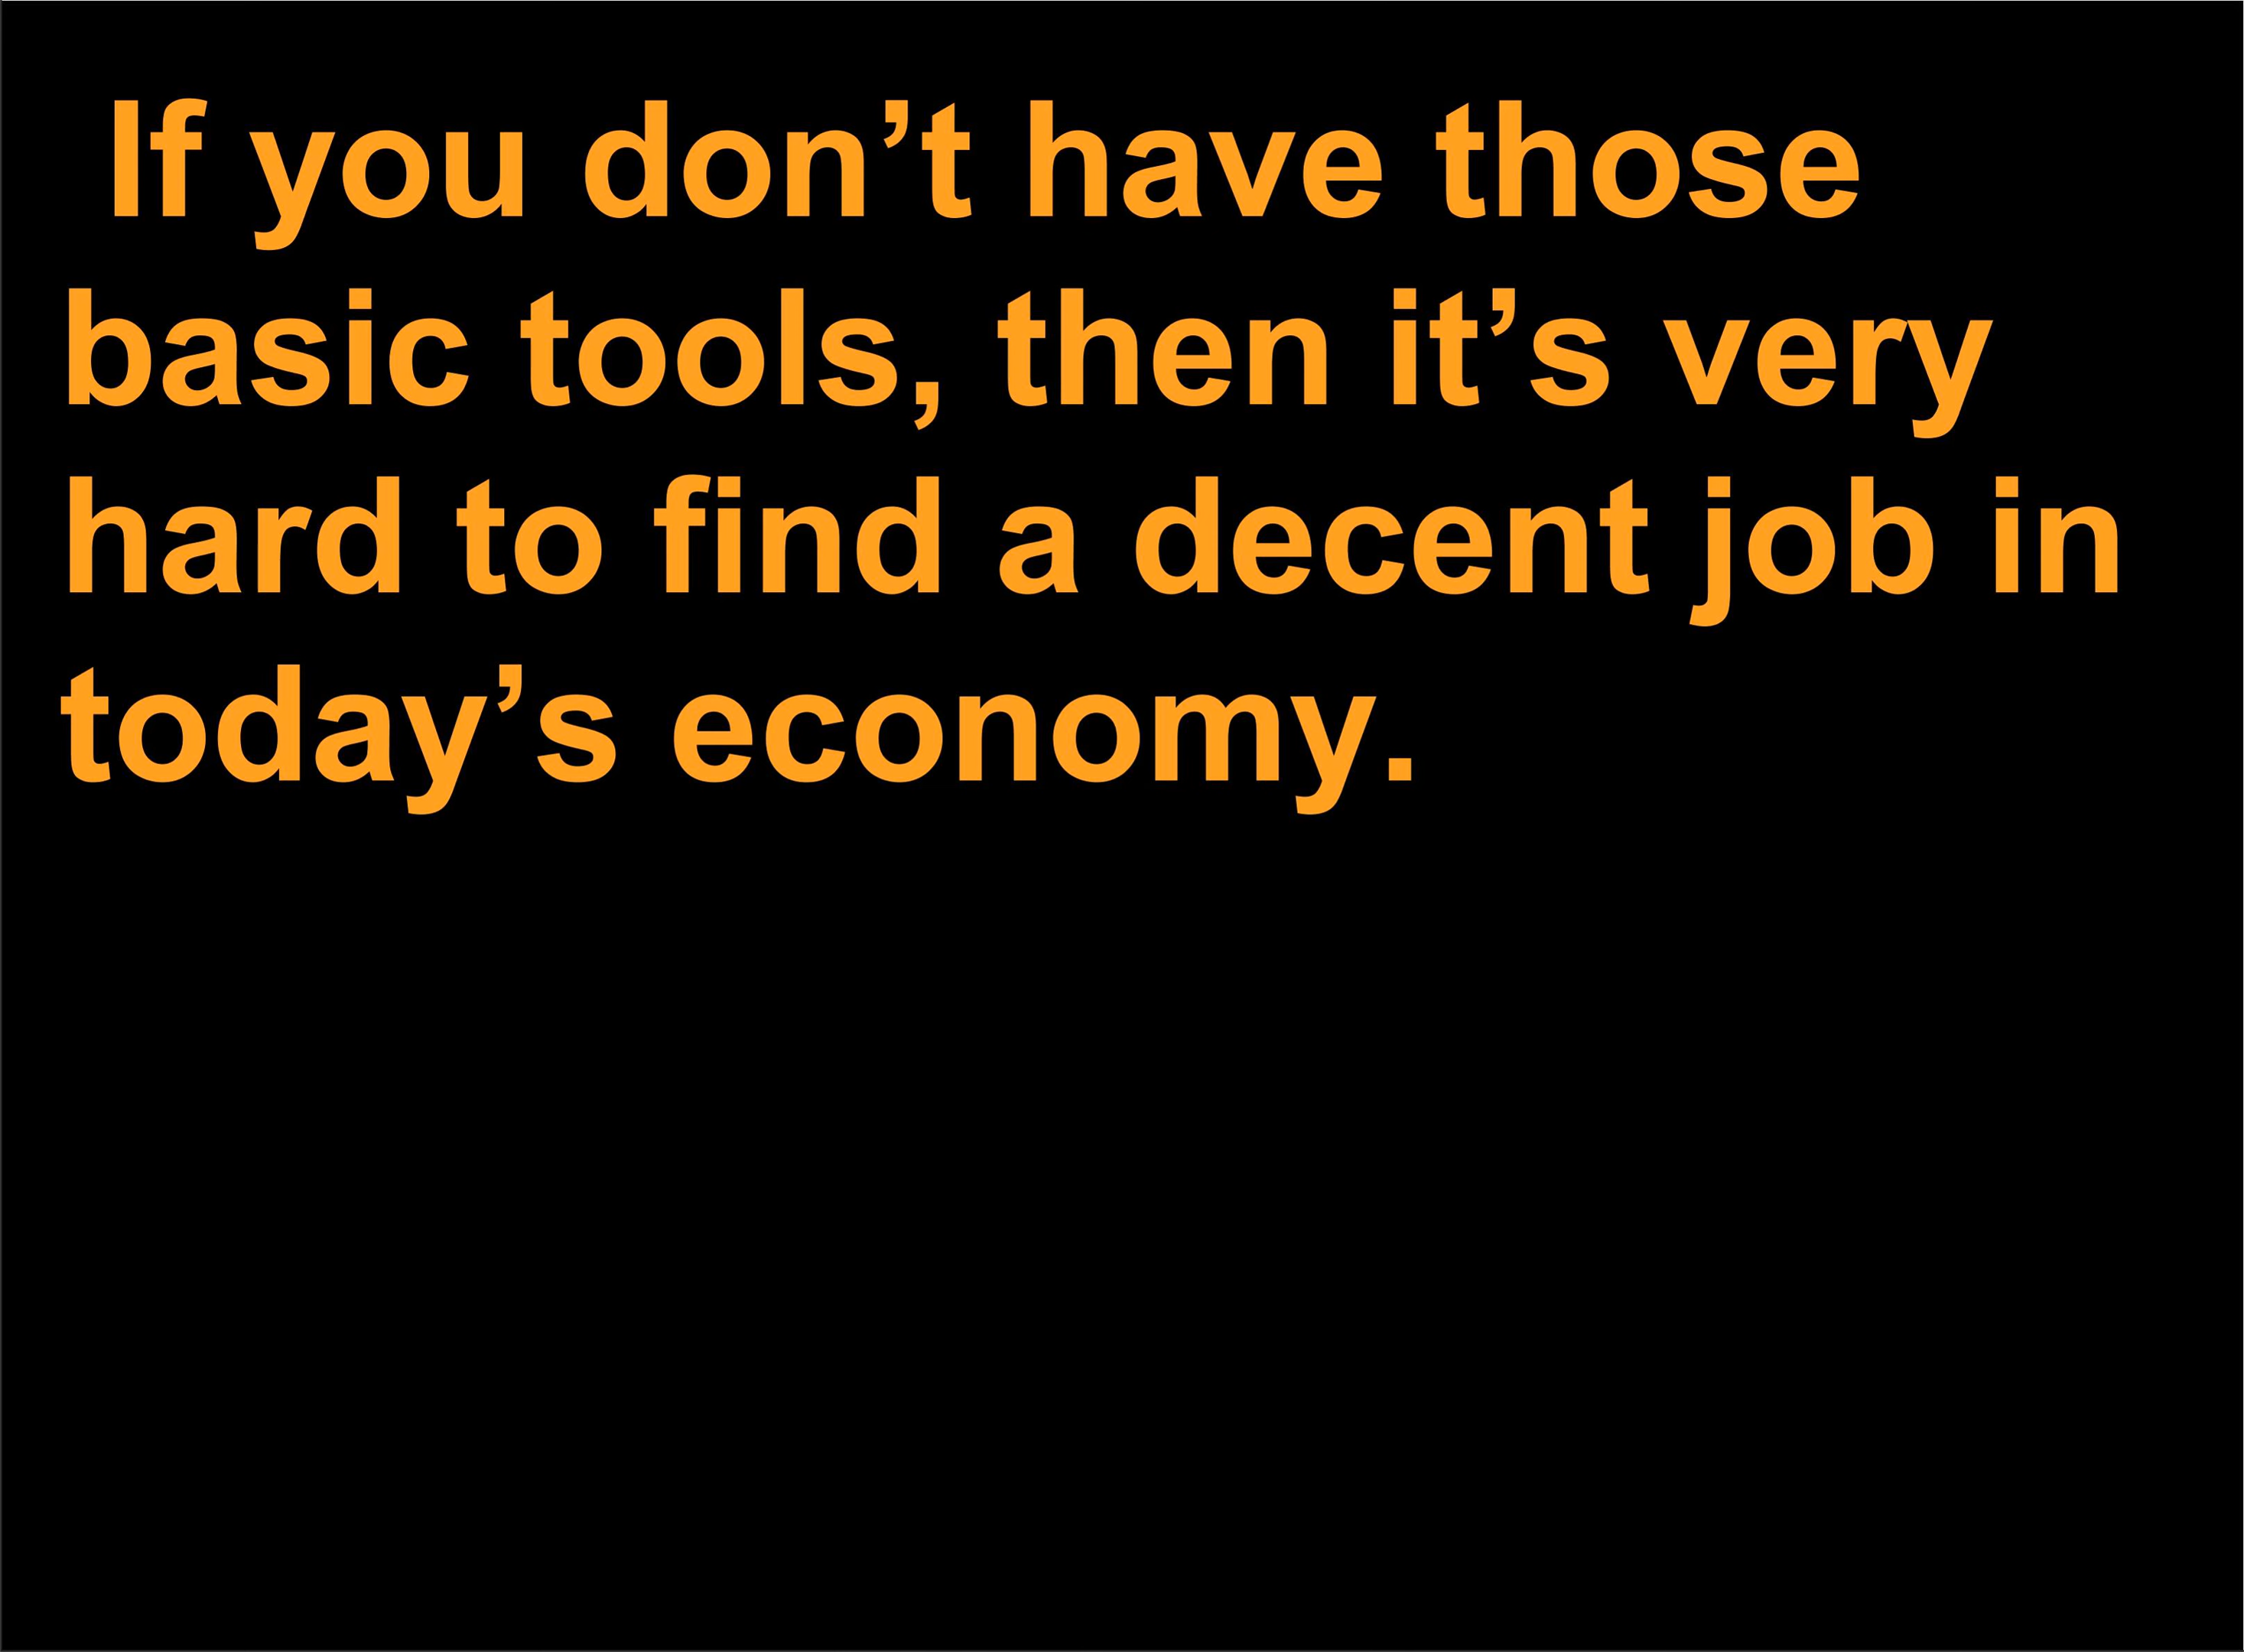 If you don’t have those
basic tools, then it’s very
hard to find a decent job in
today’s economy.